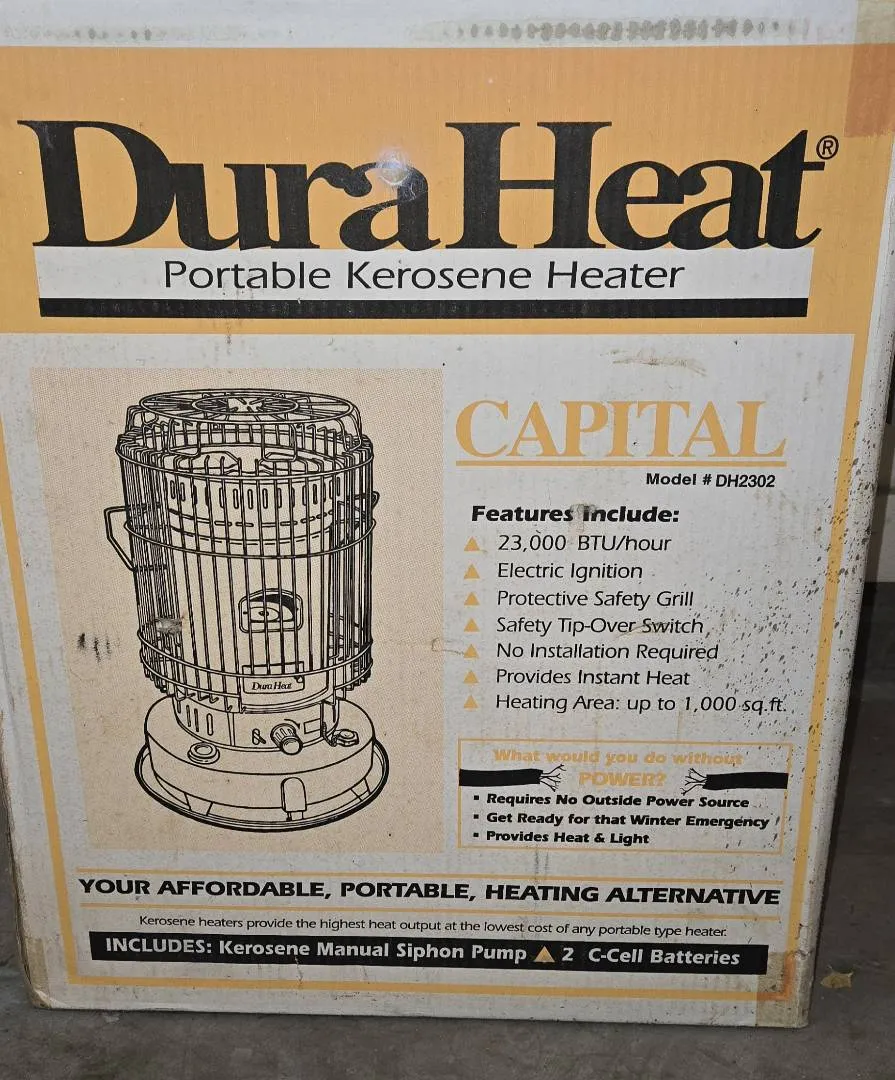 DuraHeat®
Portable Kerosene Heater
CAPITAL
Model # DH2302
Features Include:
23,000 BTU/hour
Electric Ignition
Protective Safety Grill
Safety Tip-Over Switch
No Installation Required
Provides Instant Heat
Heating Area: up to 1,000 sq.ft.
DuraHeat
What would you do without
POWER?
▪ Requires No Outside Power Source
▪ Get Ready for that Winter Emergency
▪ Provides Heat & Light
YOUR AFFORDABLE, PORTABLE, HEATING ALTERNATIVE
Kerosene heaters provide the highest heat output at the lowest cost of any portable type heater.
INCLUDES: Kerosene Manual Siphon Pump ▲ 2 C-Cell Batteries